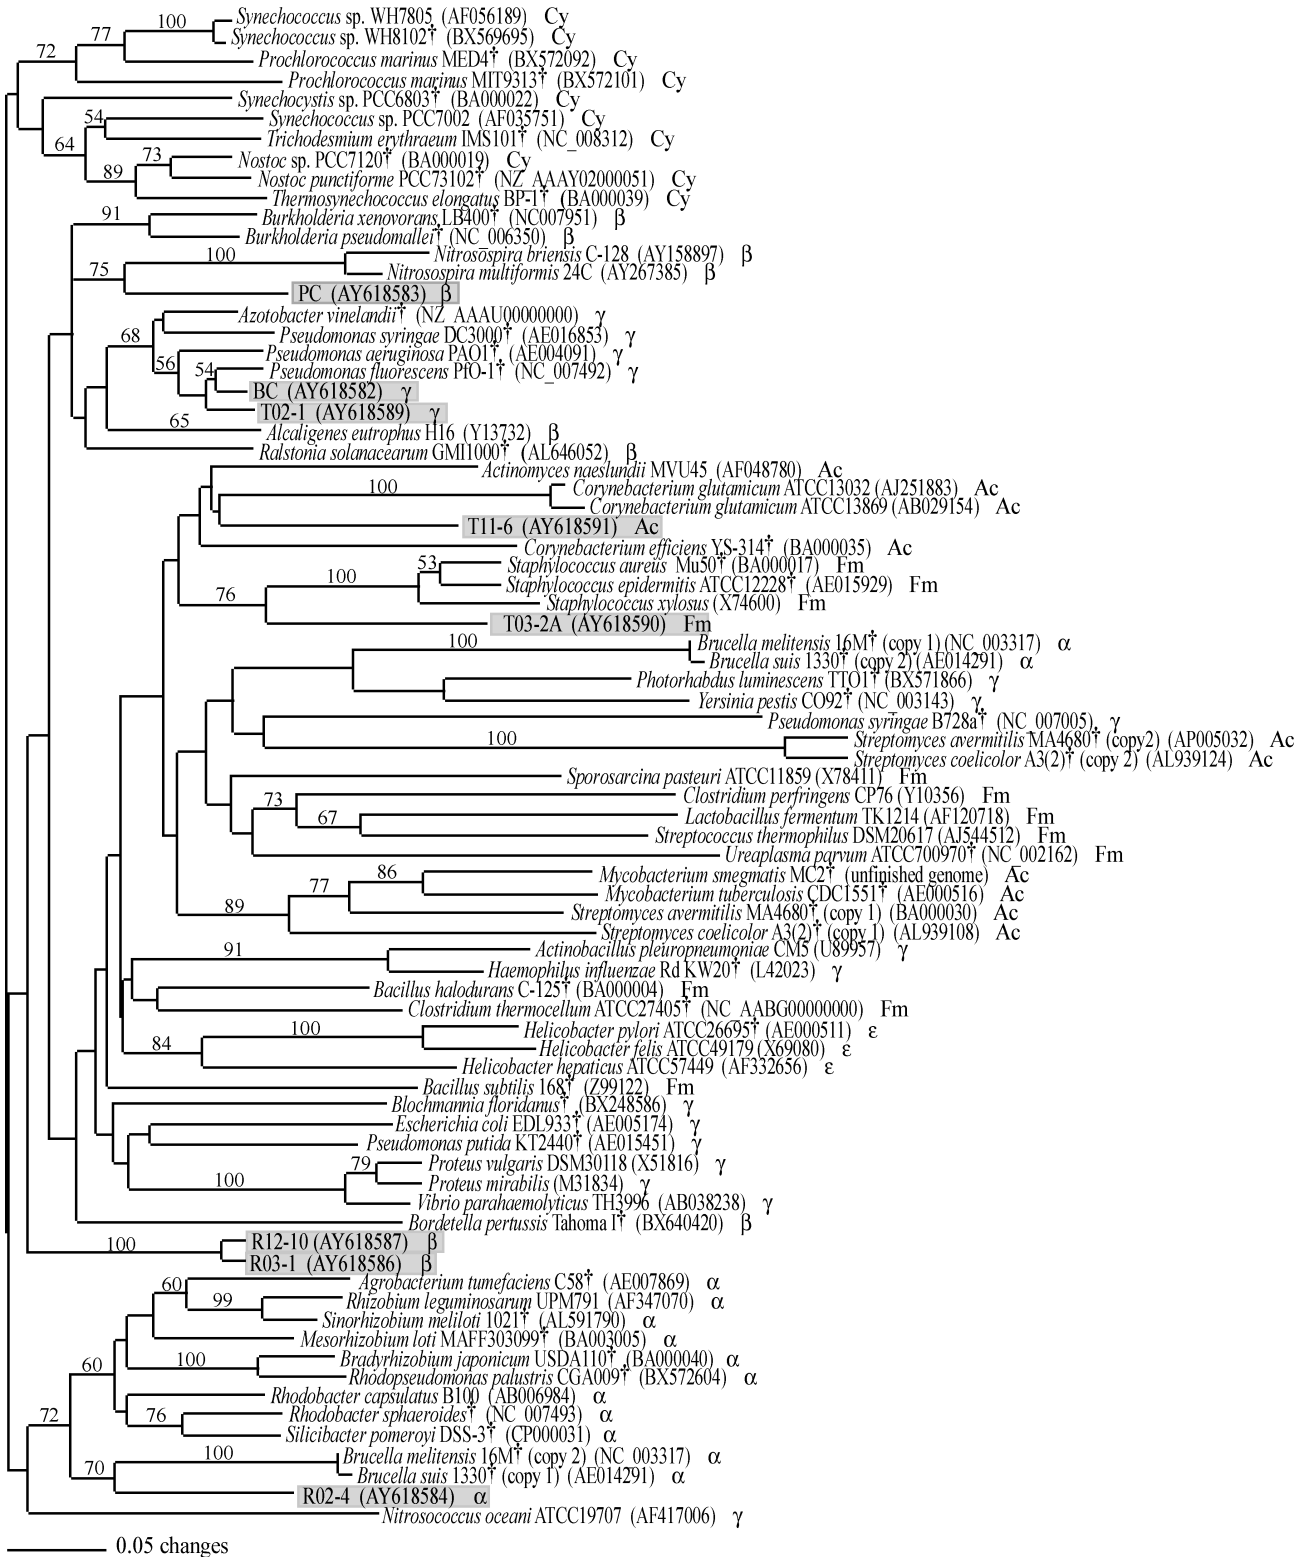 Synechococcus sp. WH7805 (AF056189) Cy
100
Synechococcus sp. WH8102† (BX569695) Cy
77
72
Prochlorococcus marinus MED4† (BX572092) Cy
Prochlorococcus marinus MIT9313† (BX572101) Cy
Synechocystis sp. PCC6803† (BA000022) Cy
54
Synechococcus sp. PCC7002 (AF035751) Cy
Trichodesmium erythraeum IMS101† (NC_008312) Cy
64
73
Nostoc sp. PCC7120† (BA000019) Cy
89
Nostoc punctiforme PCC73102† (NZ_AAAY02000051) Cy
Thermosynechococcus elongatus BP-1† (BA000039) Cy
91
Burkholderia xenovorans LB400† (NC007951) β
Burkholderia pseudomallei† (NC_006350) β
100
Nitrosospira briensis C-128 (AY158897) β
75
Nitrosospira multiformis 24C (AY267385) β
PC (AY618583) β
Azotobacter vinelandii† (NZ_AAAU00000000) γ
68
Pseudomonas syringae DC3000† (AE016853) γ
Pseudomonas aeruginosa PAO1† (AE004091) γ
56
54
Pseudomonas fluorescens PfO-1† (NC_007492) γ
BC (AY618582) γ
T02-1 (AY618589) γ
65
Alcaligenes eutrophus H16 (Y13732) β
Ralstonia solanacearum GMI1000† (AL646052) β
Actinomyces naeslundii MVU45 (AF048780) Ac
100
Corynebacterium glutamicum ATCC13032 (AJ251883) Ac
Corynebacterium glutamicum ATCC13869 (AB029154) Ac
T11-6 (AY618591) Ac
Corynebacterium efficiens YS-314† (BA000035) Ac
53
Staphylococcus aureus Mu50† (BA000017) Fm
100
Staphylococcus epidermitis ATCC12228† (AE015929) Fm
76
Staphylococcus xylosus (X74600) Fm
T03-2A (AY618590) Fm
100
Brucella melitensis 16M† (copy 1) (NC_003317) α
Brucella suis 1330† (copy 2) (AE014291) α
Photorhabdus luminescens TTO1† (BX571866) γ
Yersinia pestis CO92† (NC_003143) γ
Pseudomonas syringae B728a† (NC_007005) γ
100
Streptomyces avermitilis MA4680† (copy2) (AP005032) Ac
Streptomyces coelicolor A3(2)† (copy 2) (AL939124) Ac
Sporosarcina pasteuri ATCC11859 (X78411) Fm
73
Clostridium perfringens CP76 (Y10356) Fm
67
Lactobacillus fermentum TK1214 (AF120718) Fm
Streptococcus thermophilus DSM20617 (AJ544512) Fm
Ureaplasma parvum ATCC700970† (NC_002162) Fm
86
Mycobacterium smegmatis MC2† (unfinished genome) Ac
77
Mycobacterium tuberculosis CDC1551† (AE000516) Ac
89
Streptomyces avermitilis MA4680† (copy 1) (BA000030) Ac
Streptomyces coelicolor A3(2)† (copy 1) (AL939108) Ac
91
Actinobacillus pleuropneumoniae CM5 (U89957) γ
Haemophilus influenzae Rd KW20† (L42023) γ
Bacillus halodurans C-125† (BA000004) Fm
Clostridium thermocellum ATCC27405† (NC_AABG00000000) Fm
100
Helicobacter pylori ATCC26695† (AE000511) ε
84
Helicobacter felis ATCC49179 (X69080) ε
Helicobacter hepaticus ATCC57449 (AF332656) ε
Bacillus subtilis 168† (Z99122) Fm
Blochmannia floridanus† (BX248586) γ
Escherichia coli EDL933† (AE005174) γ
Pseudomonas putida KT2440† (AE015451) γ
79
Proteus vulgaris DSM30118 (X51816) γ
100
Proteus mirabilis (M31834) γ
Vibrio parahaemolyticus TH3996 (AB038238) γ
Bordetella pertussis Tahoma I† (BX640420) β
100
R12-10 (AY618587) β
R03-1 (AY618586) β
60
Agrobacterium tumefaciens C58† (AE007869) α
99
Rhizobium leguminosarum UPM791 (AF347070) α
Sinorhizobium meliloti 1021† (AL591790) α
Mesorhizobium loti MAFF303099† (BA003005) α
60
100
Bradyrhizobium japonicum USDA110† (BA000040) α
Rhodopseudomonas palustris CGA009† (BX572604) α
Rhodobacter capsulatus B100 (AB006984) α
72
76
Rhodobacter sphaeroides† (NC_007493) α
Silicibacter pomeroyi DSS-3† (CP000031) α
100
Brucella melitensis 16M† (copy 2) (NC_003317) α
70
Brucella suis 1330† (copy 1) (AE014291) α
R02-4 (AY618584) α
Nitrosococcus oceani ATCC19707 (AF417006) γ
0.05 changes